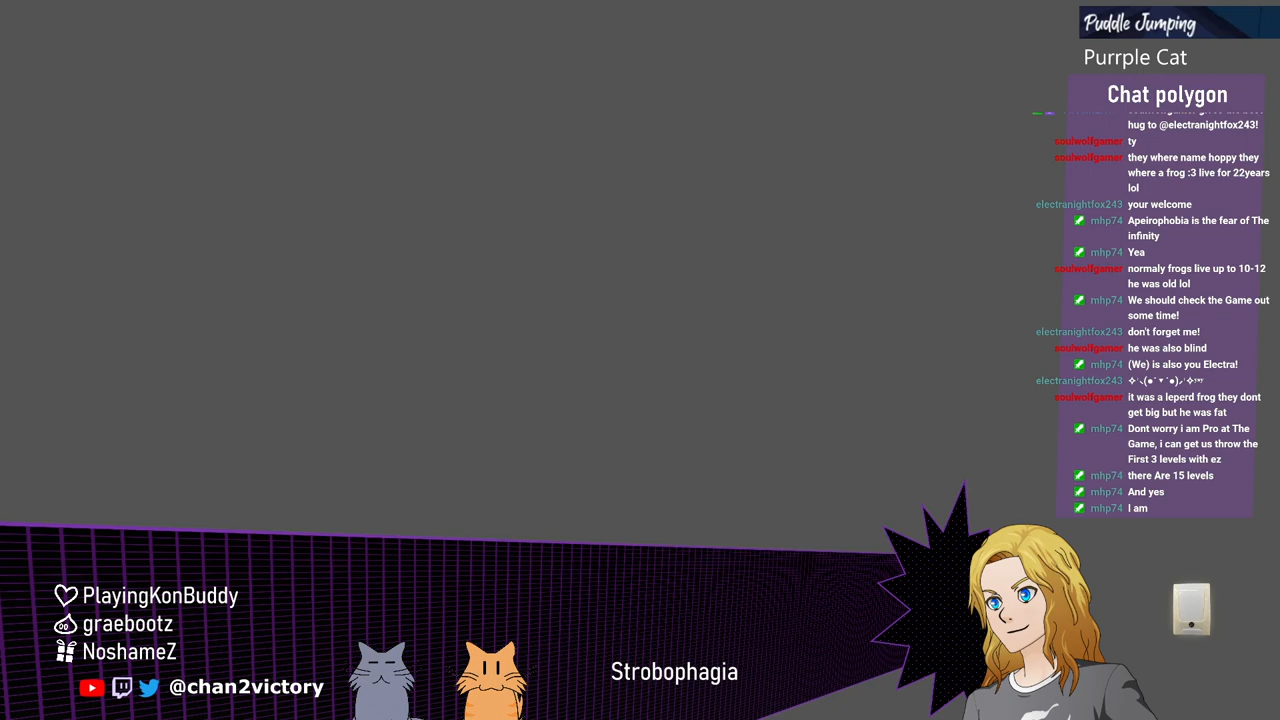 Puddle Jumping
Purrple Cat
Chat polygon
hug to @electranightfox243!
soulwolfgamer ty
soulwolfgamer they where name hoppy they
where a frog :3 live for 22years
lol
electranightfox243 your welcome
mhp74 Apeirophobia is the fear of The
infinity
mhp74 Yea
soulwolfgamer normaly frogs live up to 10-12
he was old lol
mhp74 We should check the Game out
some time!
electranightfox243 don't forget me!
soulwolfgamer he was also blind
mhp74 (We) is also you Electra!
electranightfox243
soulwolfgamer it was a leperd frog they dont
get big but he was fat
mhp74 Dont worry i am Pro at The
Game, i can get us throw the
First 3 levels with ez
mhp74 there Are 15 levels
mhp74 And yes
mhp74 I am
PlayingKonBuddy
graebootz
NoshameZ
@chan2victory
Strobophagia